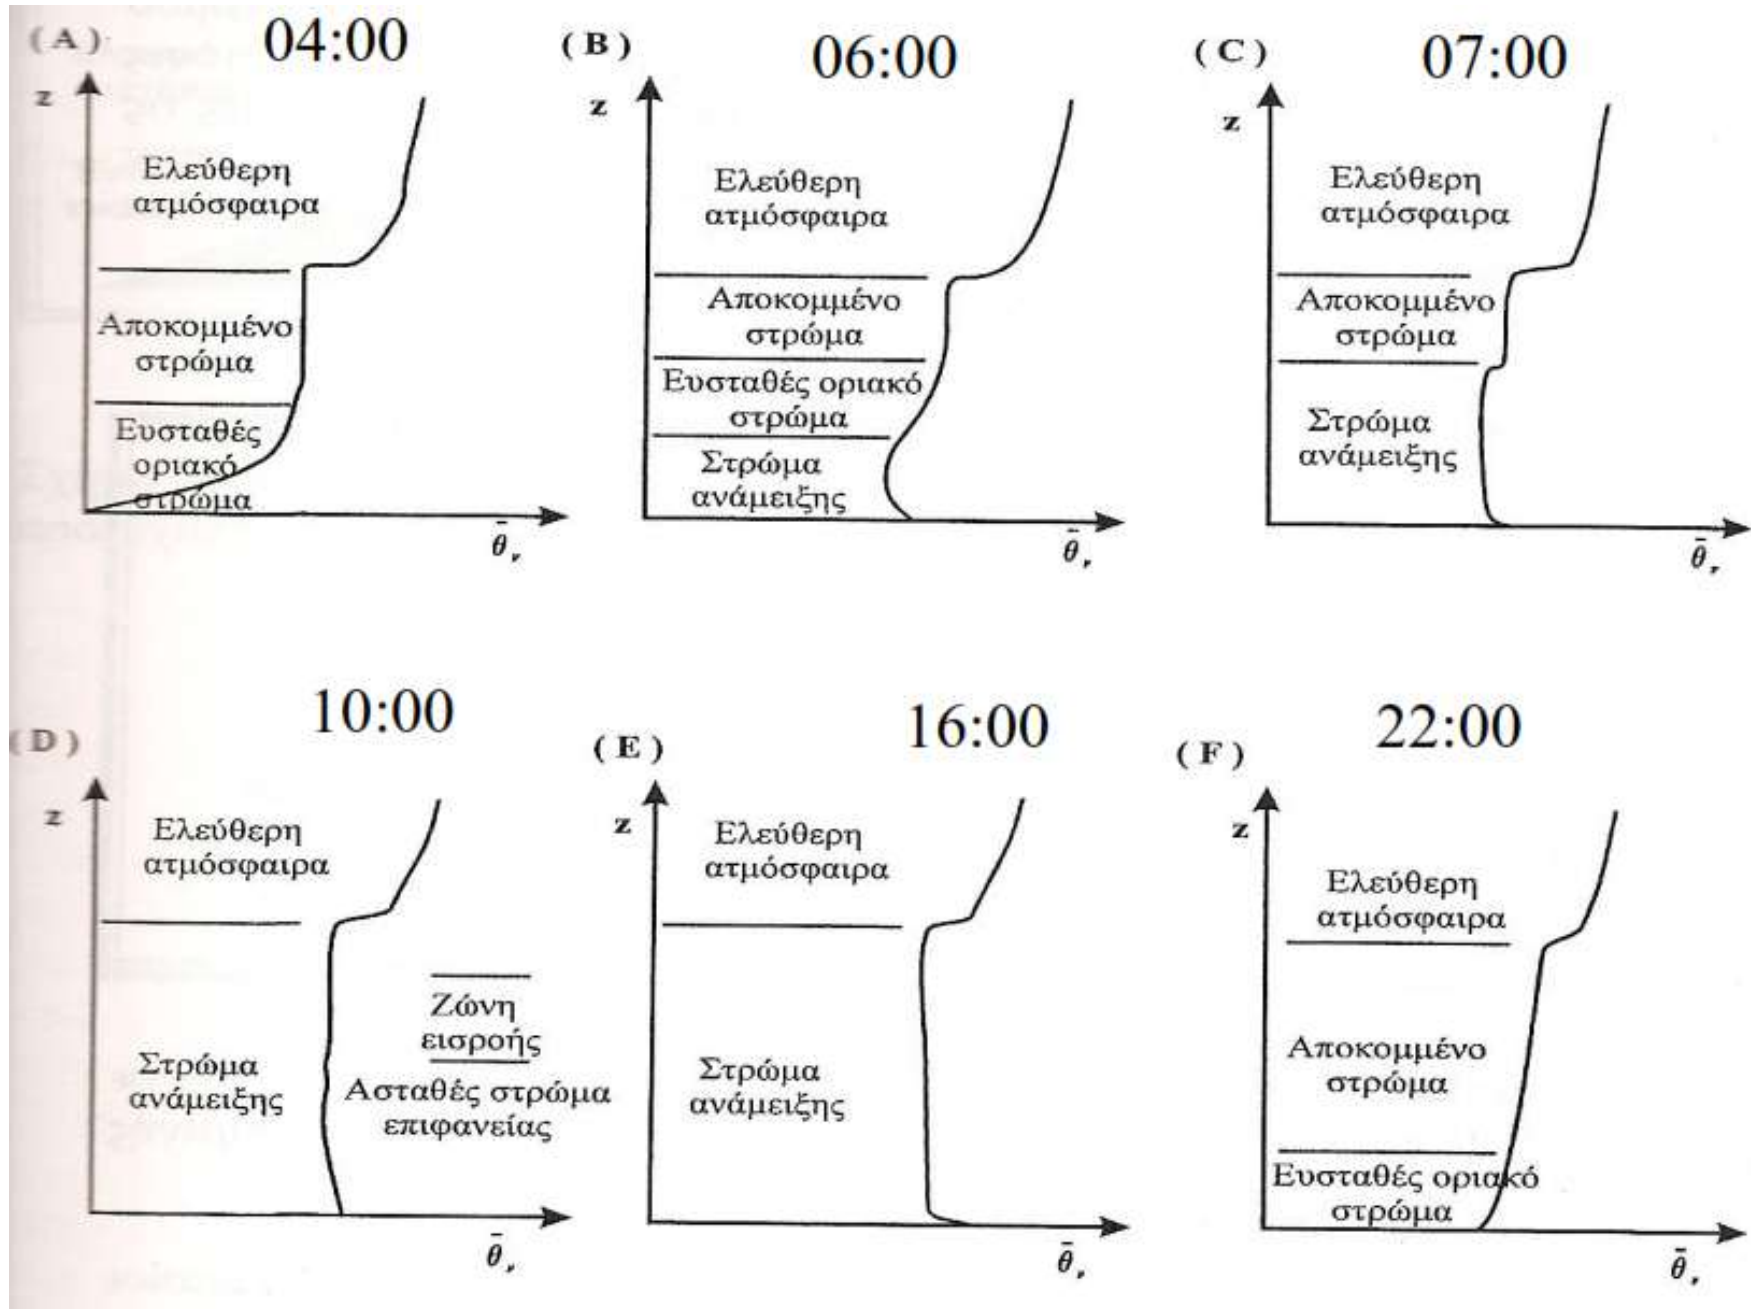 (A) 04:00
z
Ελεύθερη
ατμόσφαιρα
Αποκομμένο
στρώμα
Ευσταθές
οριακό
στρώμα
θ̄ᵥ
(B) 06:00
z
Ελεύθερη
ατμόσφαιρα
Αποκομμένο
στρώμα
Ευσταθές οριακό
στρώμα
Στρώμα
ανάμειξης
θ̄ᵥ
(C) 07:00
z
Ελεύθερη
ατμόσφαιρα
Αποκομμένο
στρώμα
Στρώμα
ανάμειξης
θ̄ᵥ
(D) 10:00
z
Ελεύθερη
ατμόσφαιρα
Στρώμα
ανάμειξης
Ζώνη
εισροής
Ασταθές στρώμα
επιφανείας
θ̄ᵥ
(E) 16:00
z
Ελεύθερη
ατμόσφαιρα
Στρώμα
ανάμειξης
θ̄ᵥ
(F) 22:00
z
Ελεύθερη
ατμόσφαιρα
Αποκομμένο
στρώμα
Ευσταθές οριακό
στρώμα
θ̄ᵥ